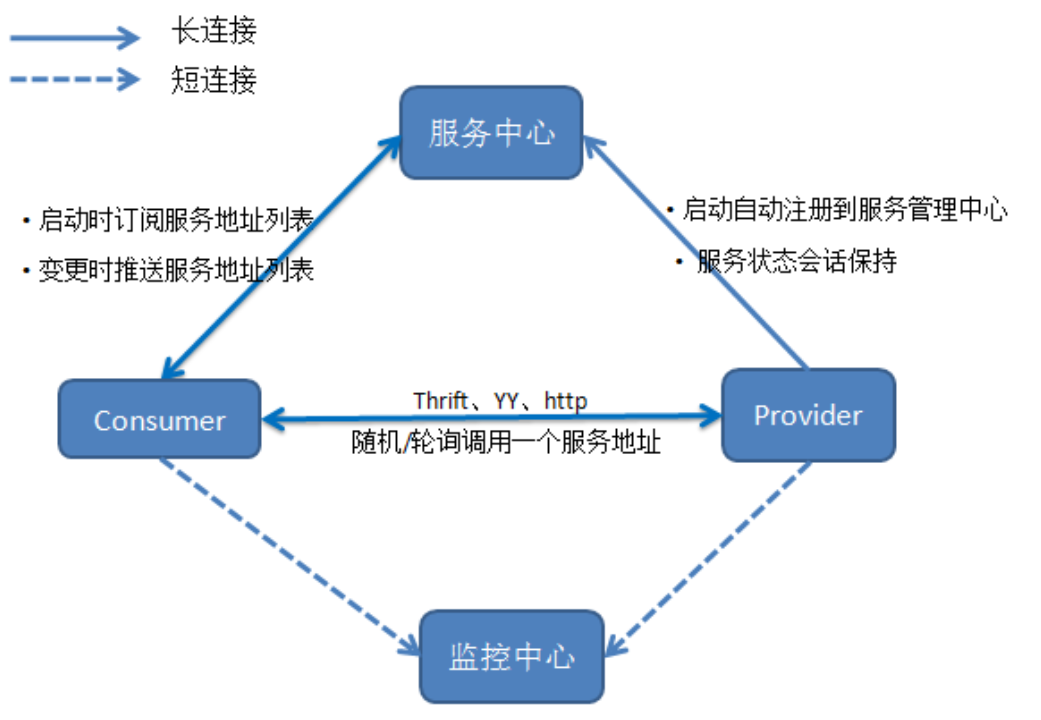 长连接
短连接
服务中心
·启动时订阅服务地址列表
·变更时推送服务地址列表
·启动自动注册到服务管理中心
· 服务状态会话保持
Consumer
Thrift、YY、http
随机/轮询调用一个服务地址
Provider
监控中心